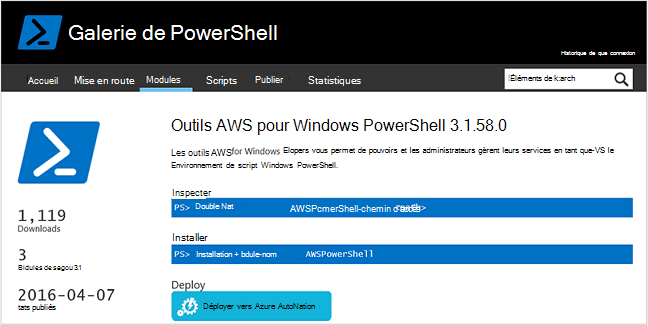 Galerie de PowerShell
Historique de que connexion
Accueil Mise en route Modules Scripts Publier Statistiques
Éléments de k:arch
Outils AWS pour Windows PowerShell 3.1.58.0
Les outils AWS for Windows Elopers vous permet de pouvoirs et les administrateurs gèrent leurs services en tant que-VS le
Environnement de script Windows PowerShell.
Inspecter
PS> Double Nat AWSPcmerShell-chemin d'accès
1,119
Downloads
Installer
PS> Installation + bdule-nom AWSPowerShell
3
Bidules de sagou 3.1
2016-04-07
tats publiés
Deploy
Déployer vers Azure AutoNation